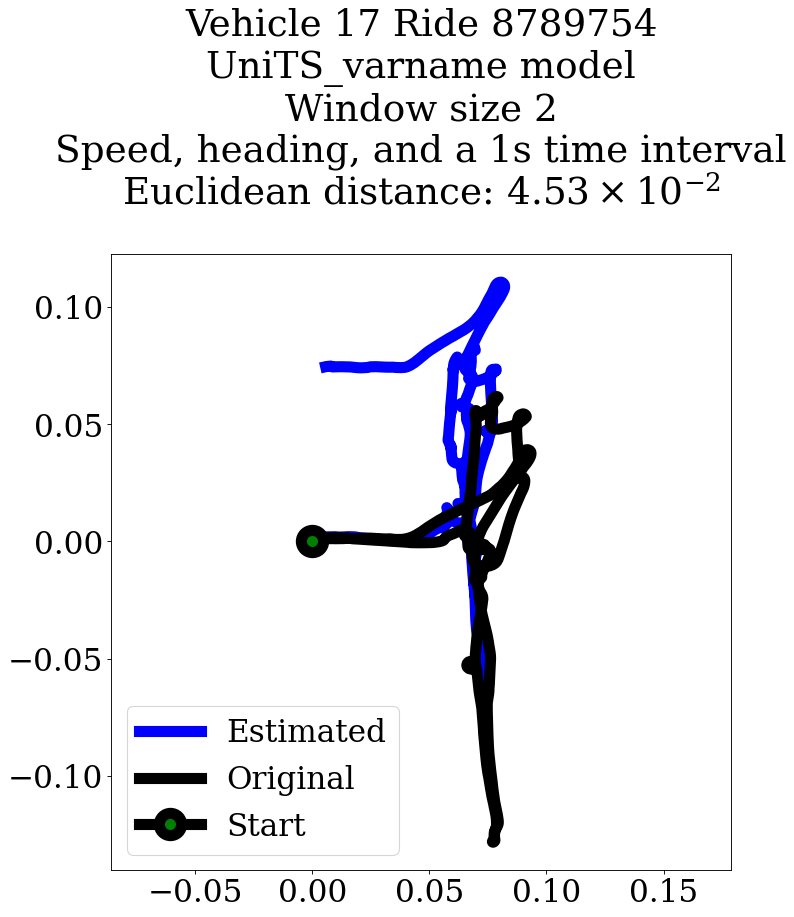 Vehicle 17 Ride 8789754
UniTS_varname model
Window size 2
Speed, heading, and a 1s time interval
Euclidean distance: 4.53 × 10⁻²
0.10
0.05
0.00
−0.05
−0.10
Estimated
Original
Start
−0.05 0.00 0.05 0.10 0.15